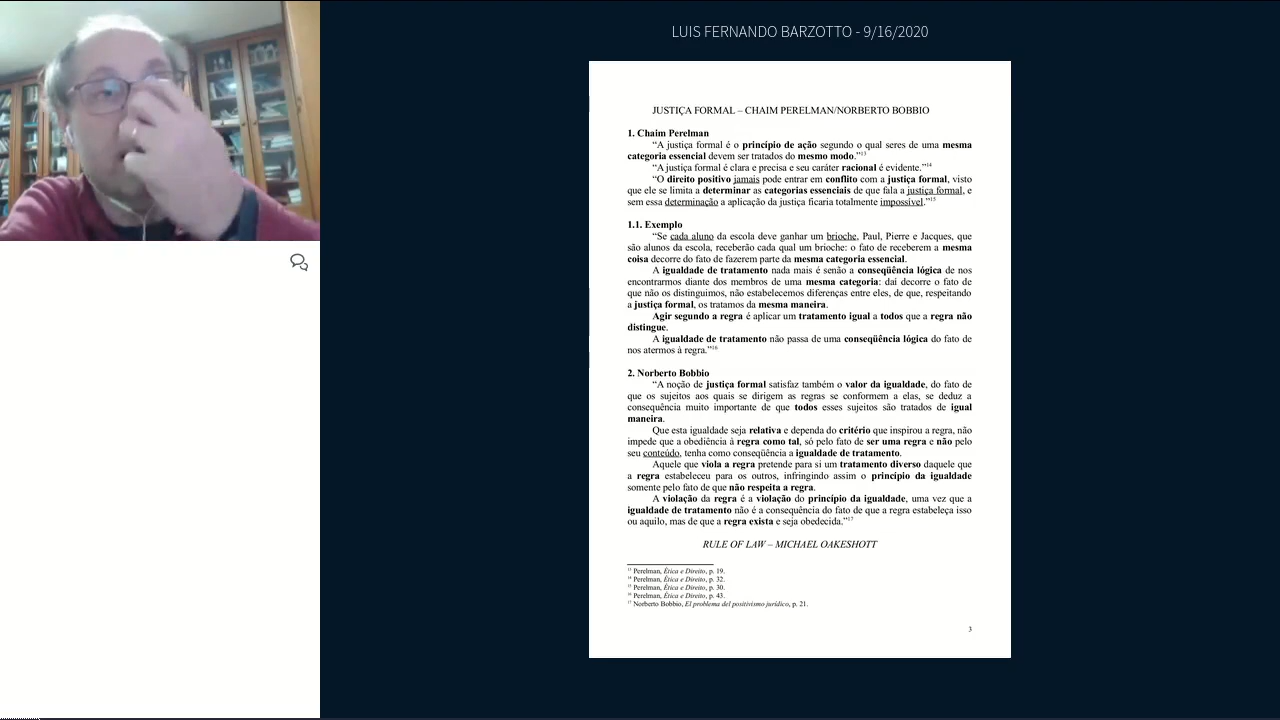 LUIS FERNANDO BARZOTTO - 9/16/2020
JUSTIÇA FORMAL – CHAIM PERELMAN/NORBERTO BOBBIO
1. Chaim Perelman
“A justiça formal é o princípio de ação segundo o qual seres de uma mesma
categoria essencial devem ser tratados do mesmo modo.”13
“A justiça formal é clara e precisa e seu caráter racional é evidente.”14
“O direito positivo jamais pode entrar em conflito com a justiça formal, visto
que ele se limita a determinar as categorias essenciais de que fala a justiça formal, e
sem essa determinação a aplicação da justiça ficaria totalmente impossível.”15
1.1. Exemplo
“Se cada aluno da escola deve ganhar um brioche, Paul, Pierre e Jacques, que
são alunos da escola, receberão cada qual um brioche: o fato de receberem a mesma
coisa decorre do fato de fazerem parte da mesma categoria essencial.
A igualdade de tratamento nada mais é senão a conseqüência lógica de nos
encontrarmos diante dos membros de uma mesma categoria: daí decorre o fato de
que não os distinguimos, não estabelecemos diferenças entre eles, de que, respeitando
a justiça formal, os tratamos da mesma maneira.
Agir segundo a regra é aplicar um tratamento igual a todos que a regra não
distingue.
A igualdade de tratamento não passa de uma conseqüência lógica do fato de
nos atermos à regra.”16
2. Norberto Bobbio
“A noção de justiça formal satisfaz também o valor da igualdade, do fato de
que os sujeitos aos quais se dirigem as regras se conformem a elas, se deduz a
consequência muito importante de que todos esses sujeitos são tratados de igual
maneira.
Que esta igualdade seja relativa e dependa do critério que inspirou a regra, não
impede que a obediência à regra como tal, só pelo fato de ser uma regra e não pelo
seu conteúdo, tenha como conseqüência a igualdade de tratamento.
Aquele que viola a regra pretende para si um tratamento diverso daquele que
a regra estabeleceu para os outros, infringindo assim o princípio da igualdade
somente pelo fato de que não respeita a regra.
A violação da regra é a violação do princípio da igualdade, uma vez que a
igualdade de tratamento não é a consequência do fato de que a regra estabeleça isso
ou aquilo, mas de que a regra exista e seja obedecida.”17
RULE OF LAW – MICHAEL OAKESHOTT
13 Perelman, Ética e Direito, p. 19.
14 Perelman, Ética e Direito, p. 32.
15 Perelman, Ética e Direito, p. 30.
16 Perelman, Ética e Direito, p. 43.
17 Norberto Bobbio, El problema del positivismo jurídico, p. 21.
3